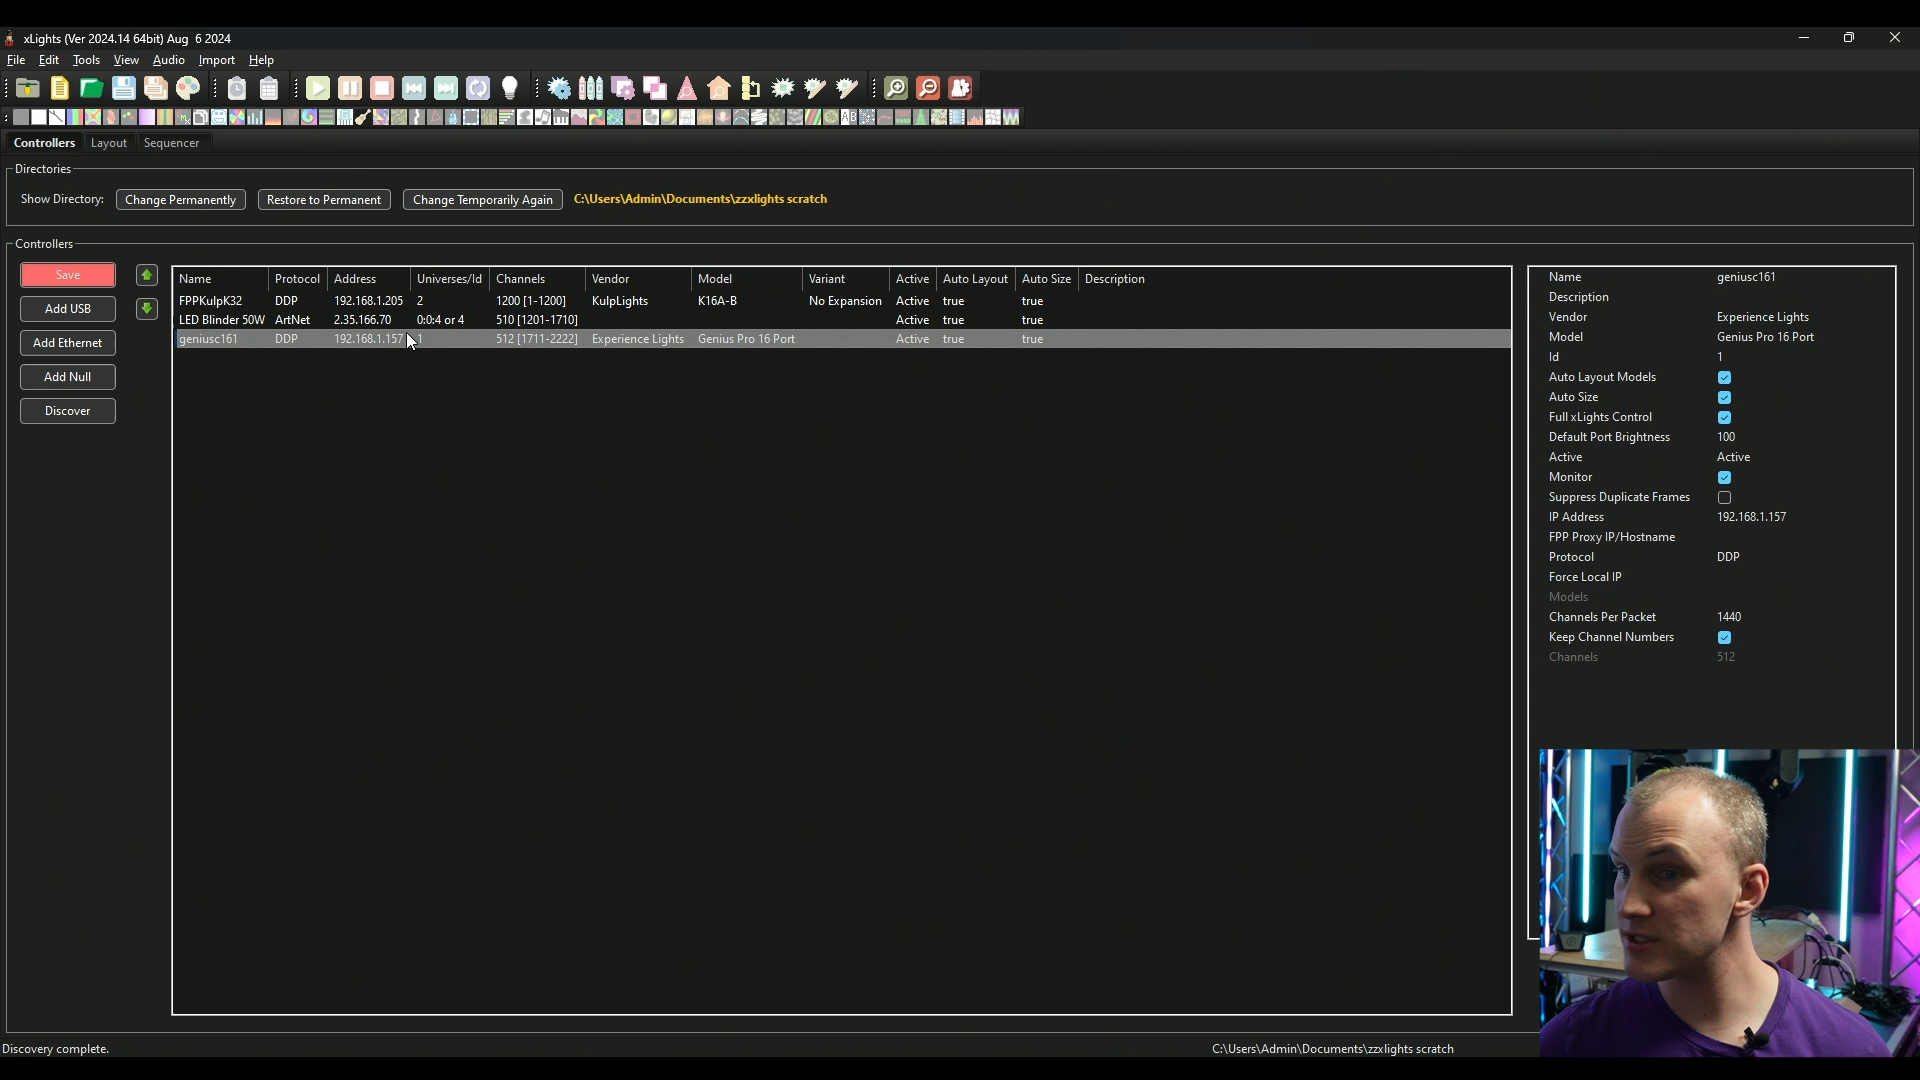 xLights (Ver 2024.14 64bit) Aug 6 2024
File Edit Tools View Audio Import Help
Controllers Layout Sequencer
Directories
Show Directory: Change Permanently Restore to Permanent Change Temporarily Again C:\Users\Admin\Documents\zzxlights scratch
Controllers
Save
Add USB
Add Ethernet
Add Null
Discover
Name Protocol Address Universes/Id Channels Vendor Model Variant Active Auto Layout Auto Size Description
FPPKulpK32 DDP 192.168.1.205 2 1200 [1-1200] KulpLights K16A-B No Expansion Active true true
LED Blinder 50W ArtNet 2.35.166.70 0:0:4 or 4 510 [1201-1710] Active true true
geniusc161 DDP 192.168.1.157 1 512 [1711-2222] Experience Lights Genius Pro 16 Port Active true true
Name geniusc161
Description
Vendor Experience Lights
Model Genius Pro 16 Port
Id 1
Auto Layout Models
Auto Size
Full xLights Control
Default Port Brightness 100
Active Active
Monitor
Suppress Duplicate Frames
IP Address 192.168.1.157
FPP Proxy IP/Hostname
Protocol DDP
Force Local IP
Models
Channels Per Packet 1440
Keep Channel Numbers
Channels 512
Discovery complete. C:\Users\Admin\Documents\zzxlights scratch